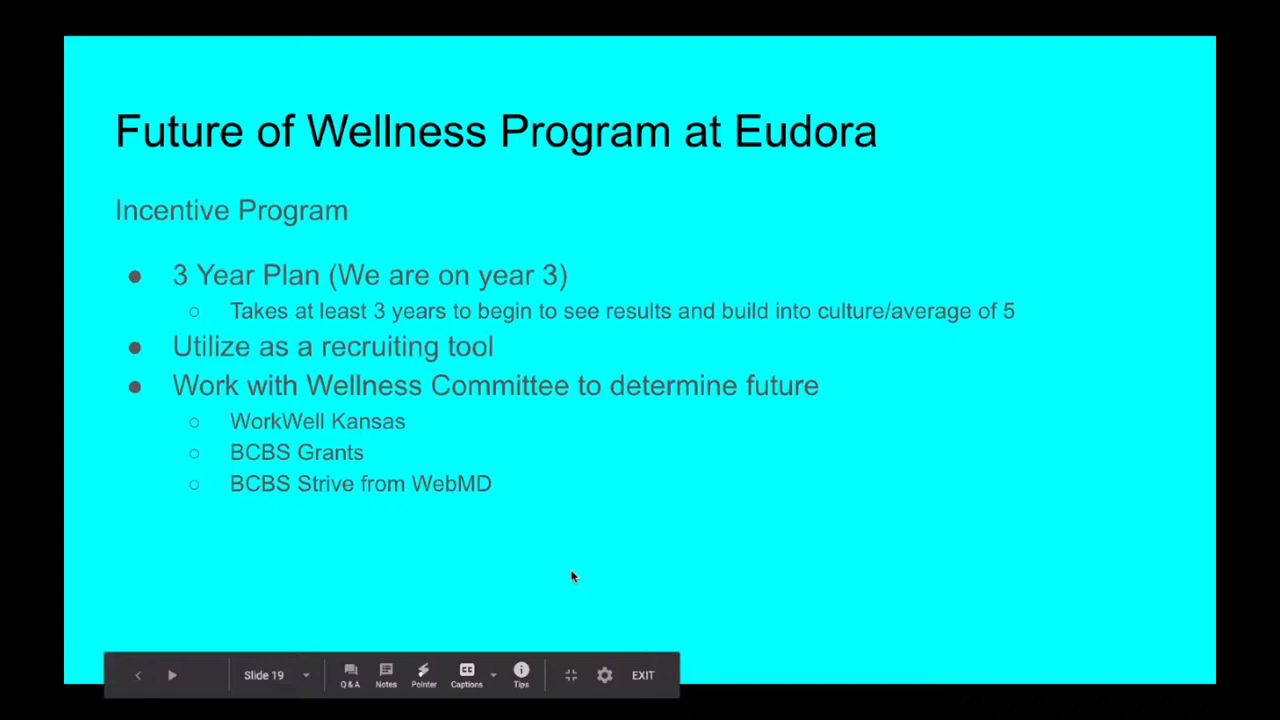 Future of Wellness Program at Eudora
Incentive Program
● 3 Year Plan (We are on year 3)
○ Takes at least 3 years to begin to see results and build into culture/average of 5
● Utilize as a recruiting tool
● Work with Wellness Committee to determine future
○ WorkWell Kansas
○ BCBS Grants
○ BCBS Strive from WebMD
Slide 19 Q&A Notes Pointer CC Captions Tips EXIT